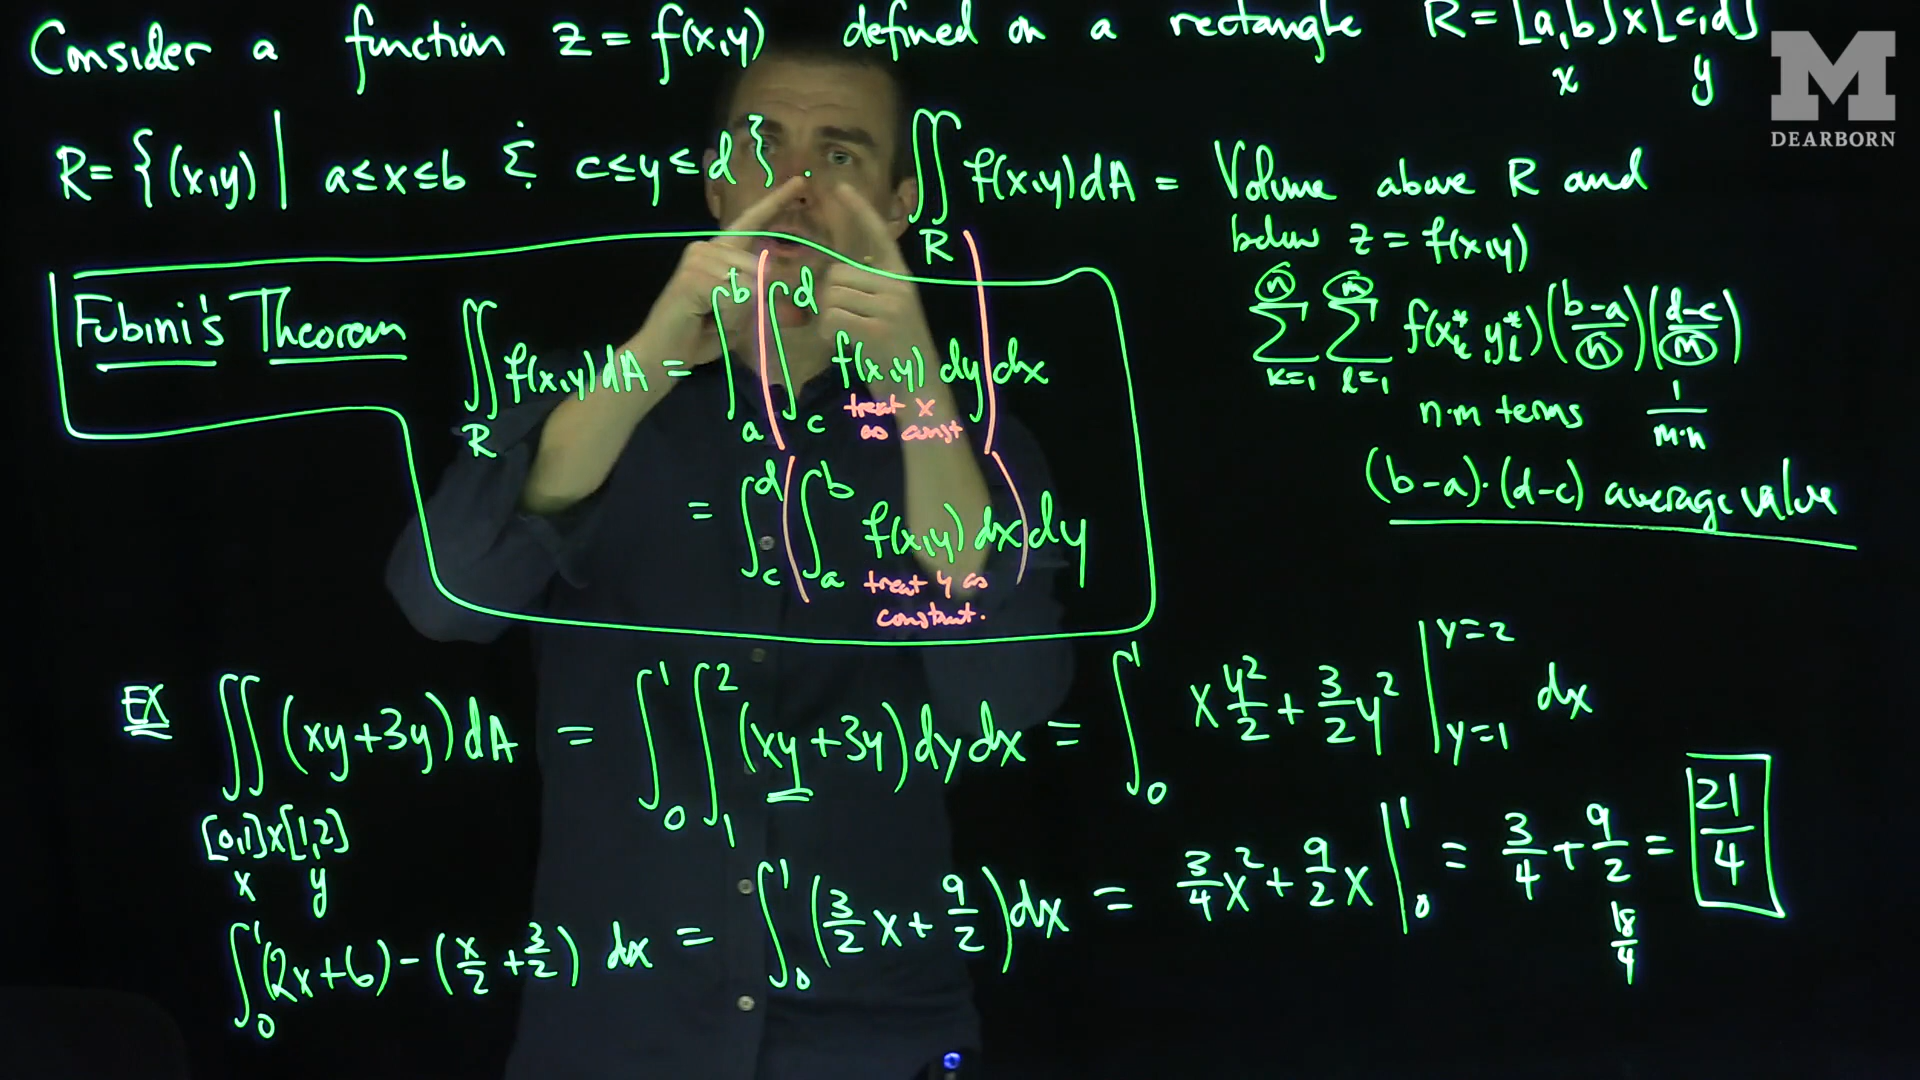 Consider a function z = f(x,y) defined on a rectangle R = [a,b]x[c,d]
x y
M
DEARBORN
R = {(x,y) | a≤x≤b & c≤y≤d}. ∬_R f(x,y)dA = Volume above R and
below z = f(x,y)
Fubini's Theorem ∬_R f(x,y)dA = ∫_a^b (∫_c^d f(x,y) dy) dx
treat x
as const
= ∫_c^d (∫_a^b f(x,y) dx) dy
treat y as
constant.
∑_{k=1}^n ∑_{l=1}^m f(x_k^*, y_l^*) ((b-a)/n) ((d-c)/m)
n·m terms 1/(m·n)
(b-a)·(d-c) average value
EX ∬ (xy+3y) dA = ∫_0^1 ∫_1^2 (xy+3y) dy dx = ∫_0^1 x y²/2 + 3/2 y² |_{y=1}^{y=2} dx
[0,1]x[1,2]
x y
∫_0^1 (2x+6) - (x/2 + 3/2) dx = ∫_0^1 (3/2 x + 9/2) dx = 3/4 x² + 9/2 x |_0^1 = 3/4 + 9/2 = 21/4
18/4